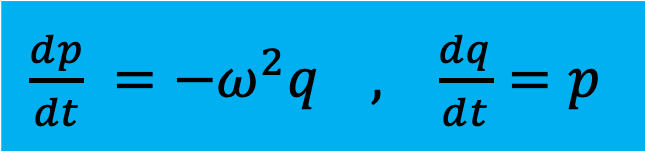 dp/dt = −ω²q , dq/dt = p